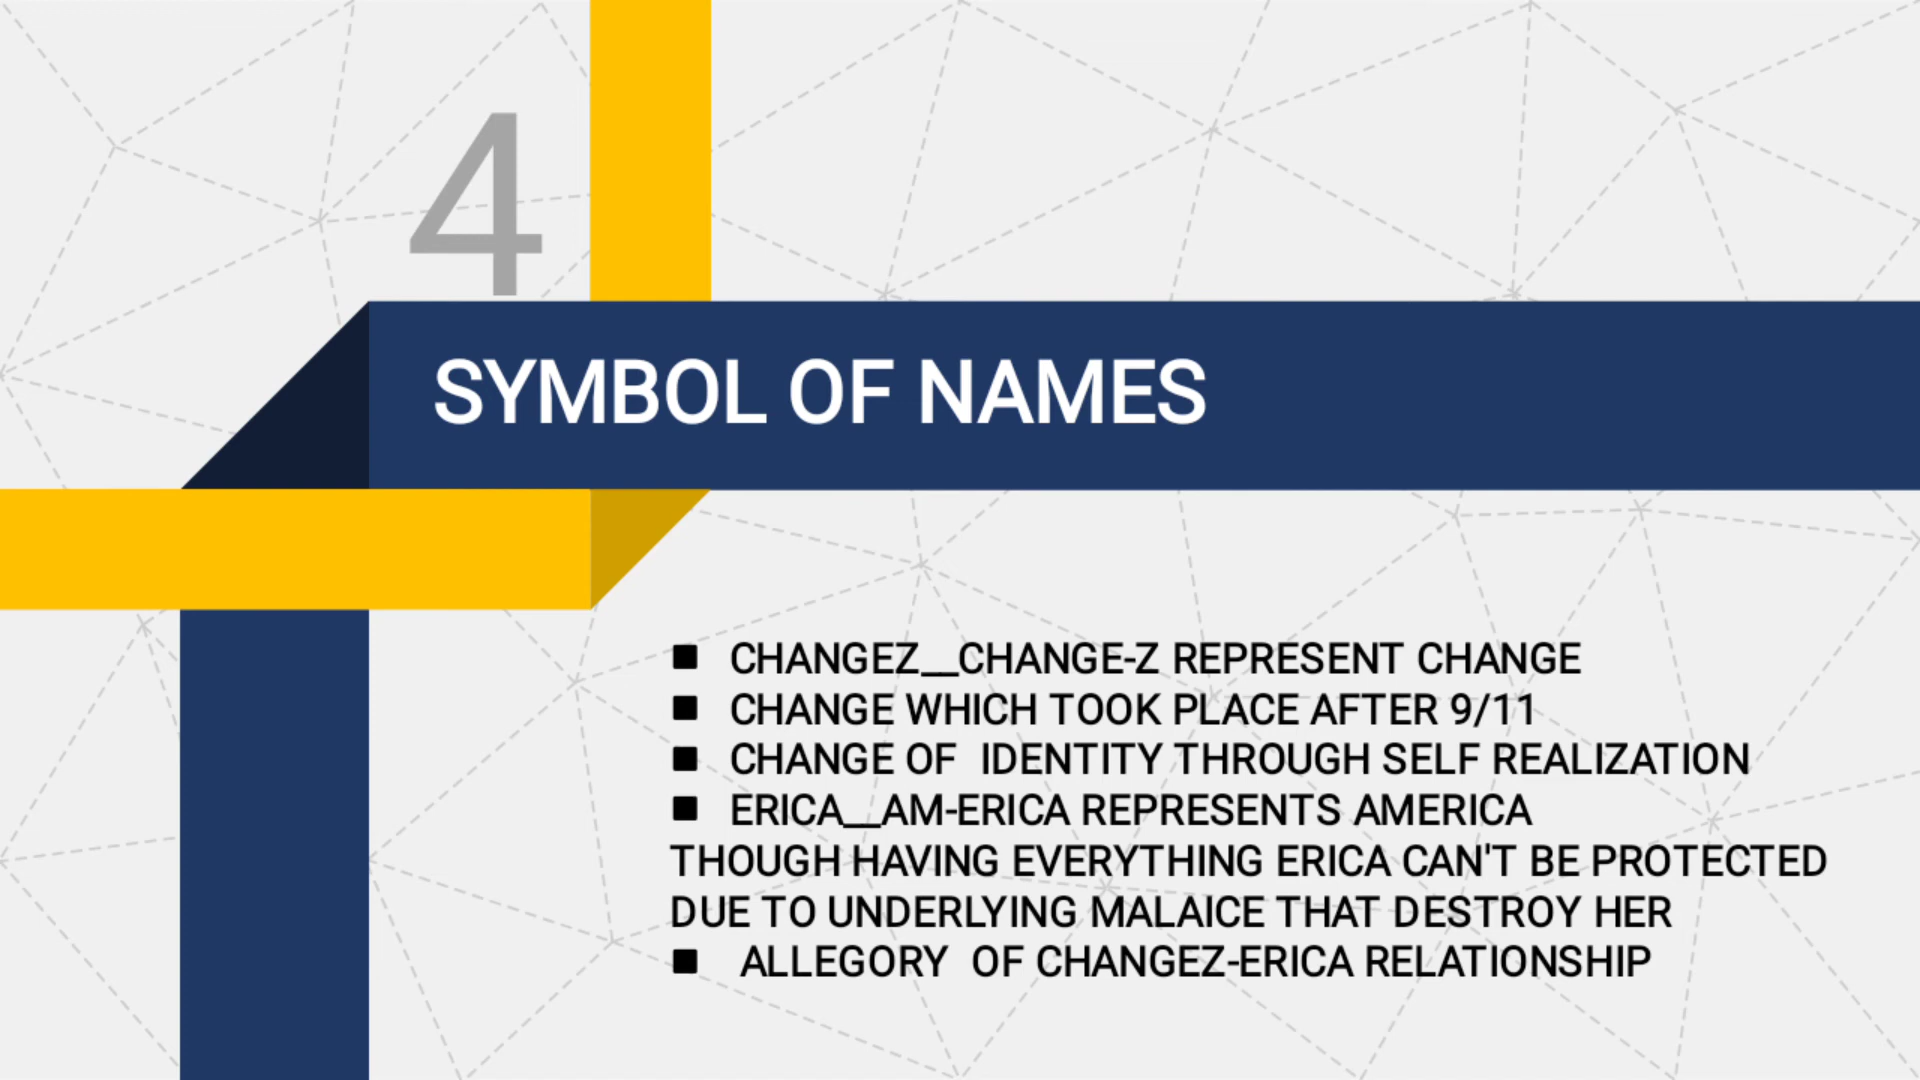 4
SYMBOL OF NAMES
■ CHANGEZ__CHANGE-Z REPRESENT CHANGE
■ CHANGE WHICH TOOK PLACE AFTER 9/11
■ CHANGE OF  IDENTITY THROUGH SELF REALIZATION
■ ERICA__AM-ERICA REPRESENTS AMERICA
THOUGH HAVING EVERYTHING ERICA CAN'T BE PROTECTED
DUE TO UNDERLYING MALAICE THAT DESTROY HER
■ ALLEGORY  OF CHANGEZ-ERICA RELATIONSHIP